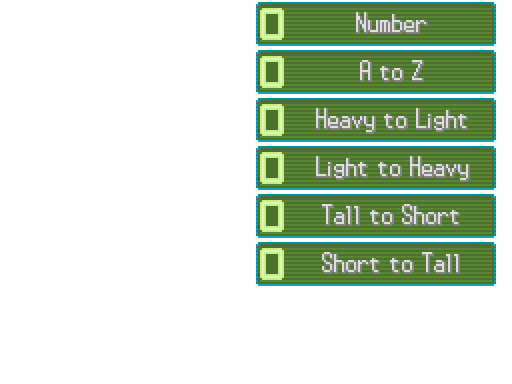 Number
A to Z
Heavy to Light
Light to Heavy
Tall to Short
Short to Tall